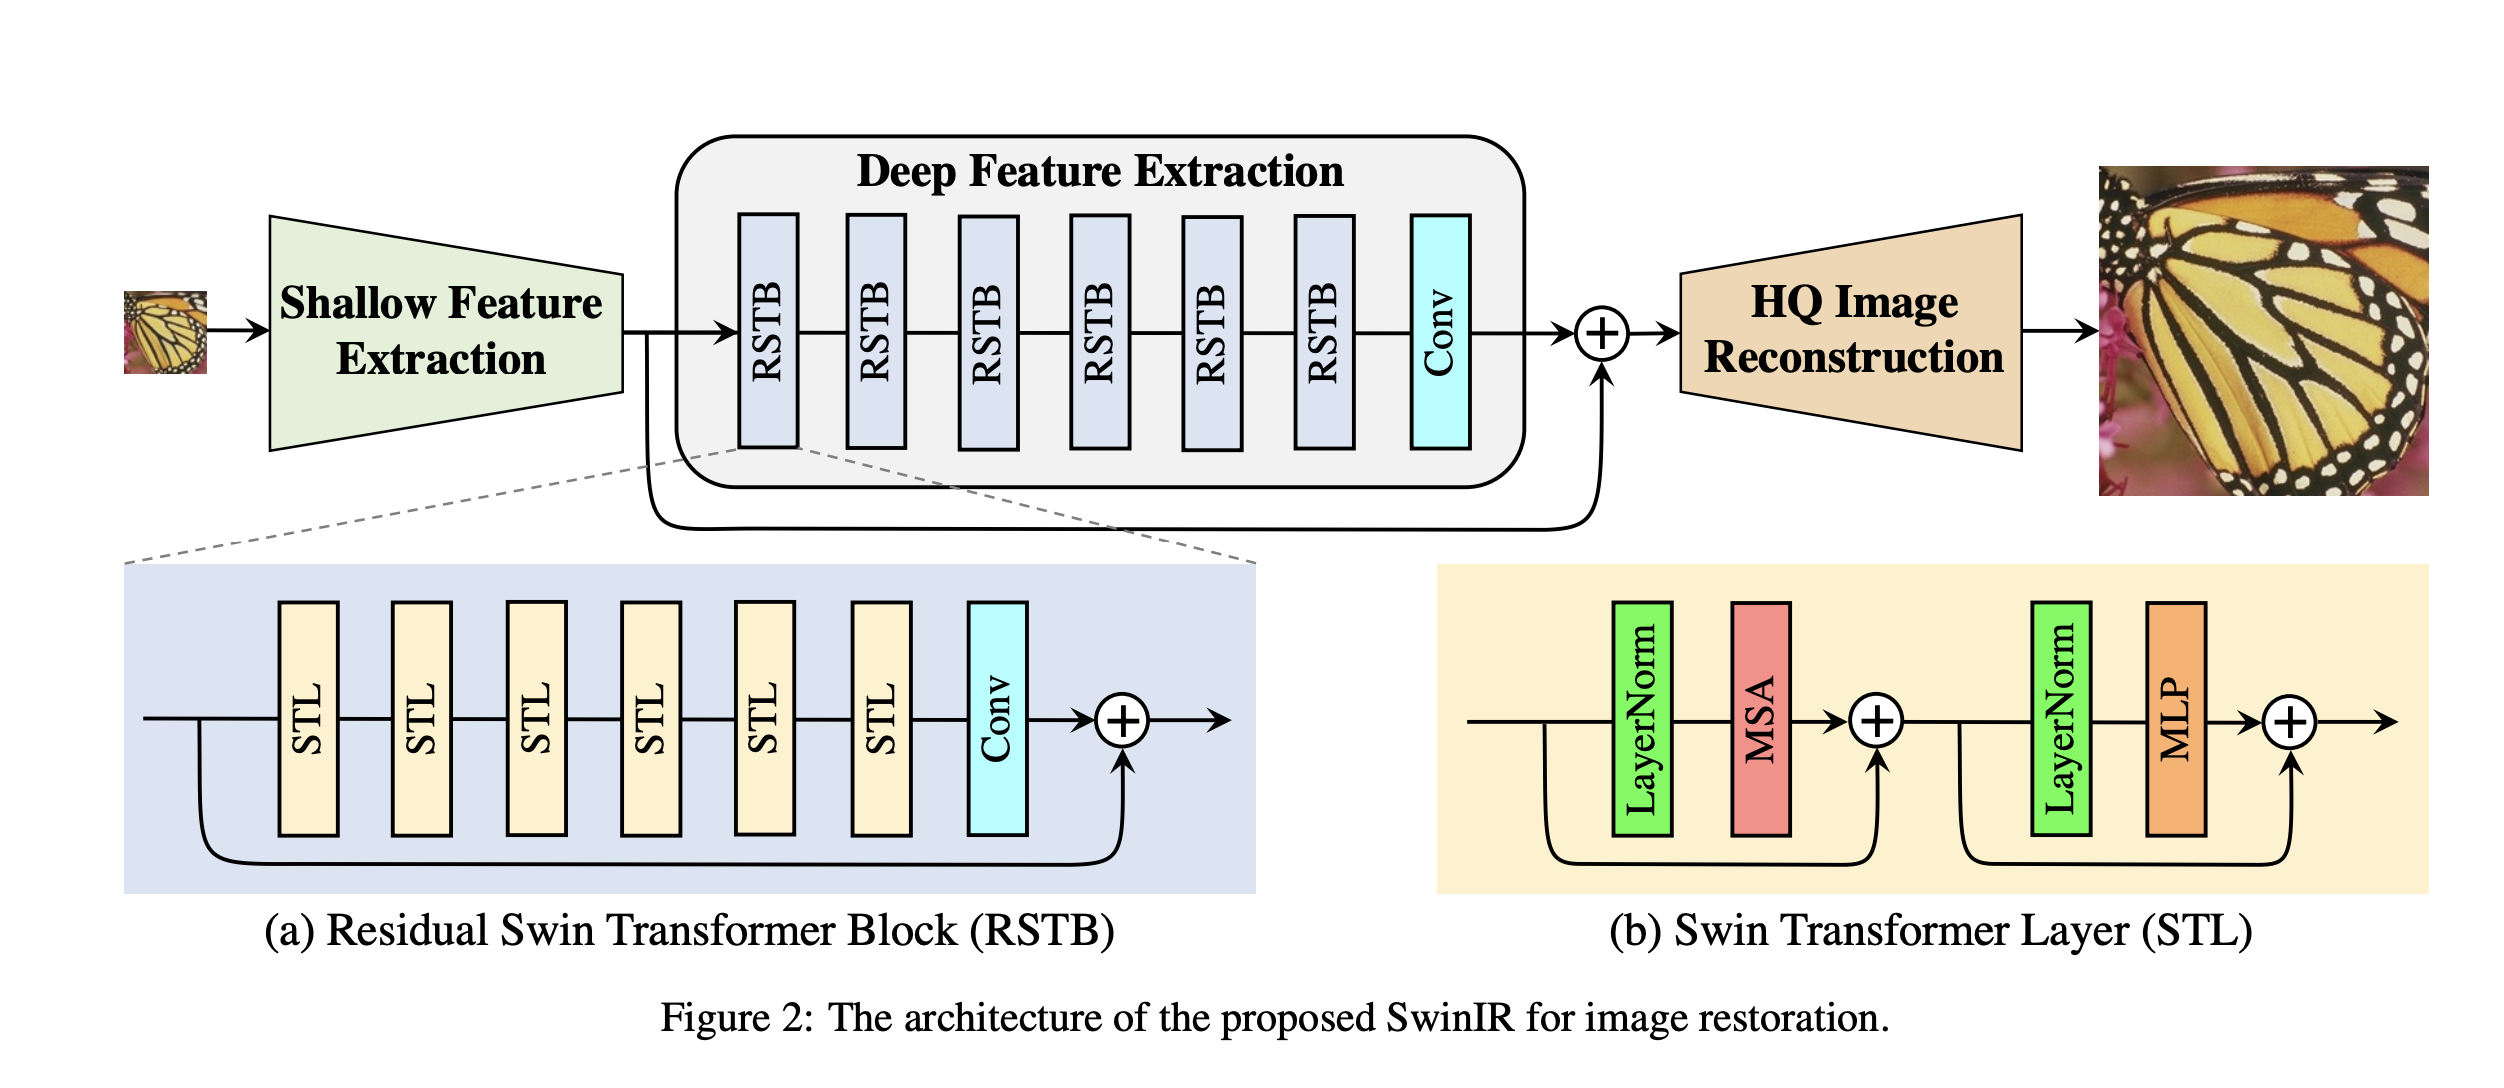 Deep Feature Extraction
Shallow Feature
Extraction
RSTB
RSTB
RSTB
RSTB
RSTB
RSTB
Conv
HQ Image
Reconstruction
STL
STL
STL
STL
STL
STL
Conv
LayerNorm
MSA
LayerNorm
MLP
(a) Residual Swin Transformer Block (RSTB)
(b) Swin Transformer Layer (STL)
Figure 2: The architecture of the proposed SwinIR for image restoration.